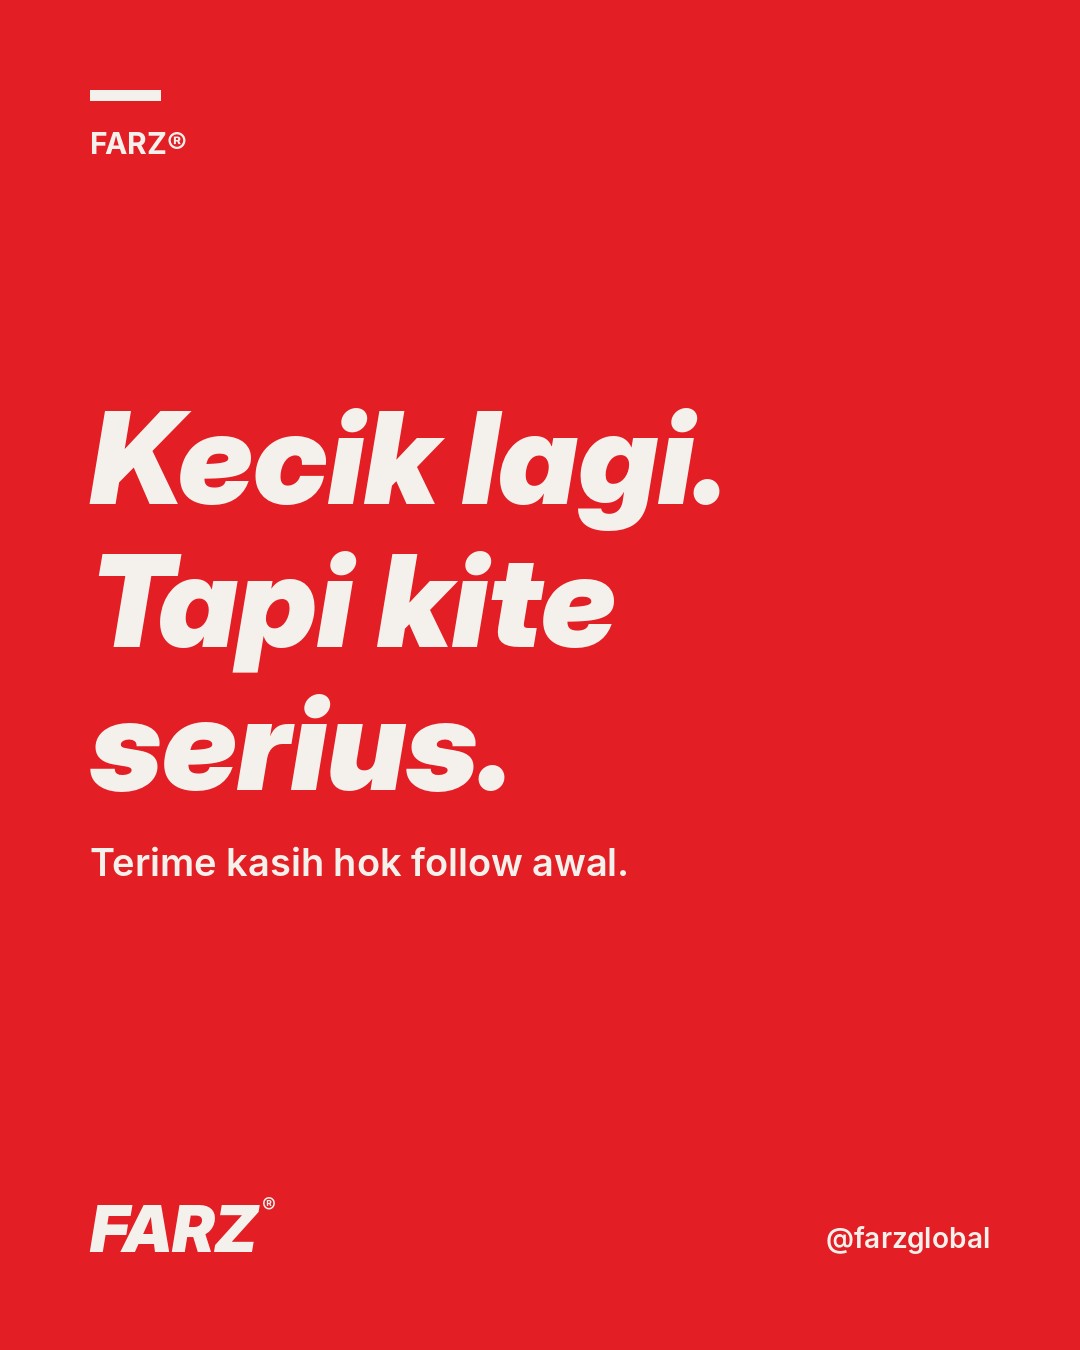 FARZ®
Kecik lagi.
Tapi kite
serius.
Terime kasih hok follow awal.
FARZ®
@farzglobal